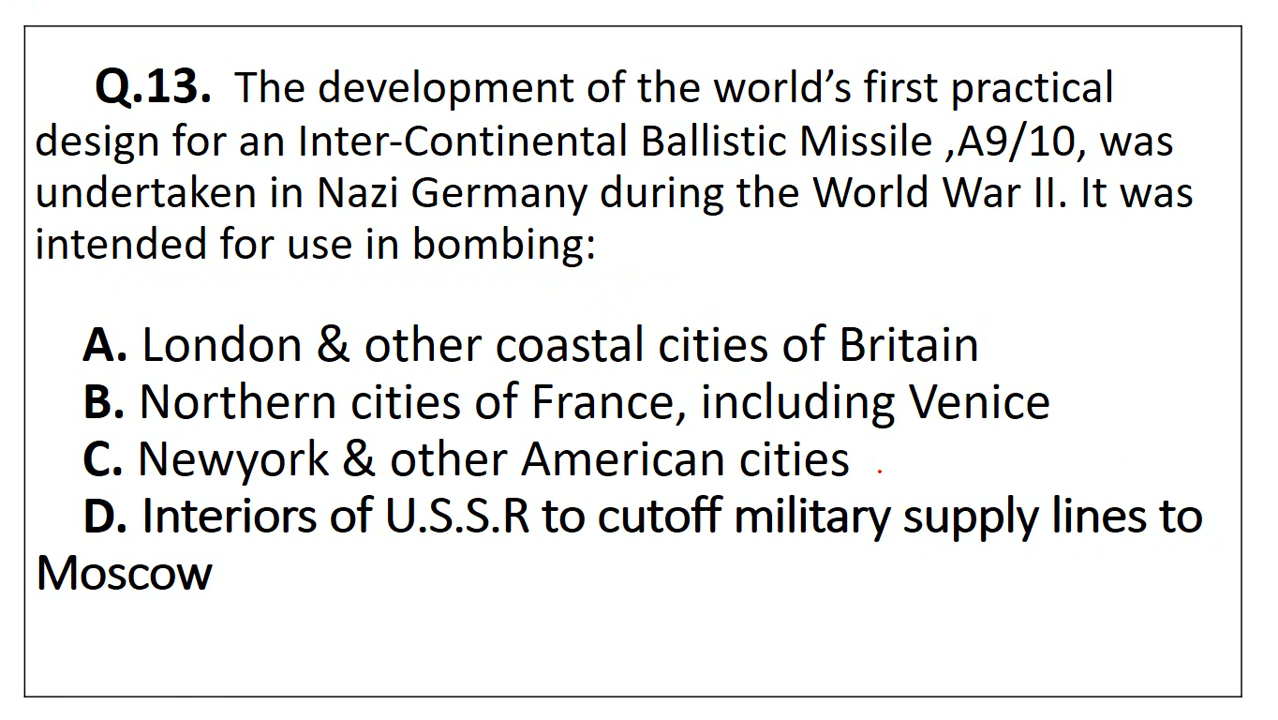 Q.13. The development of the world’s first practical
design for an Inter-Continental Ballistic Missile ,A9/10, was
undertaken in Nazi Germany during the World War II. It was
intended for use in bombing:
A. London & other coastal cities of Britain
B. Northern cities of France, including Venice
C. Newyork & other American cities
D. Interiors of U.S.S.R to cutoff military supply lines to
Moscow